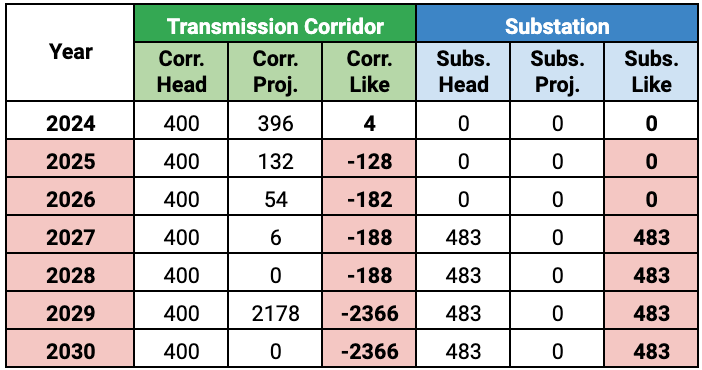 Year Transmission Corridor Substation
Corr. Head Corr. Proj. Corr. Like Subs. Head Subs. Proj. Subs. Like
2024 400 396 4 0 0 0
2025 400 132 -128 0 0 0
2026 400 54 -182 0 0 0
2027 400 6 -188 483 0 483
2028 400 0 -188 483 0 483
2029 400 2178 -2366 483 0 483
2030 400 0 -2366 483 0 483